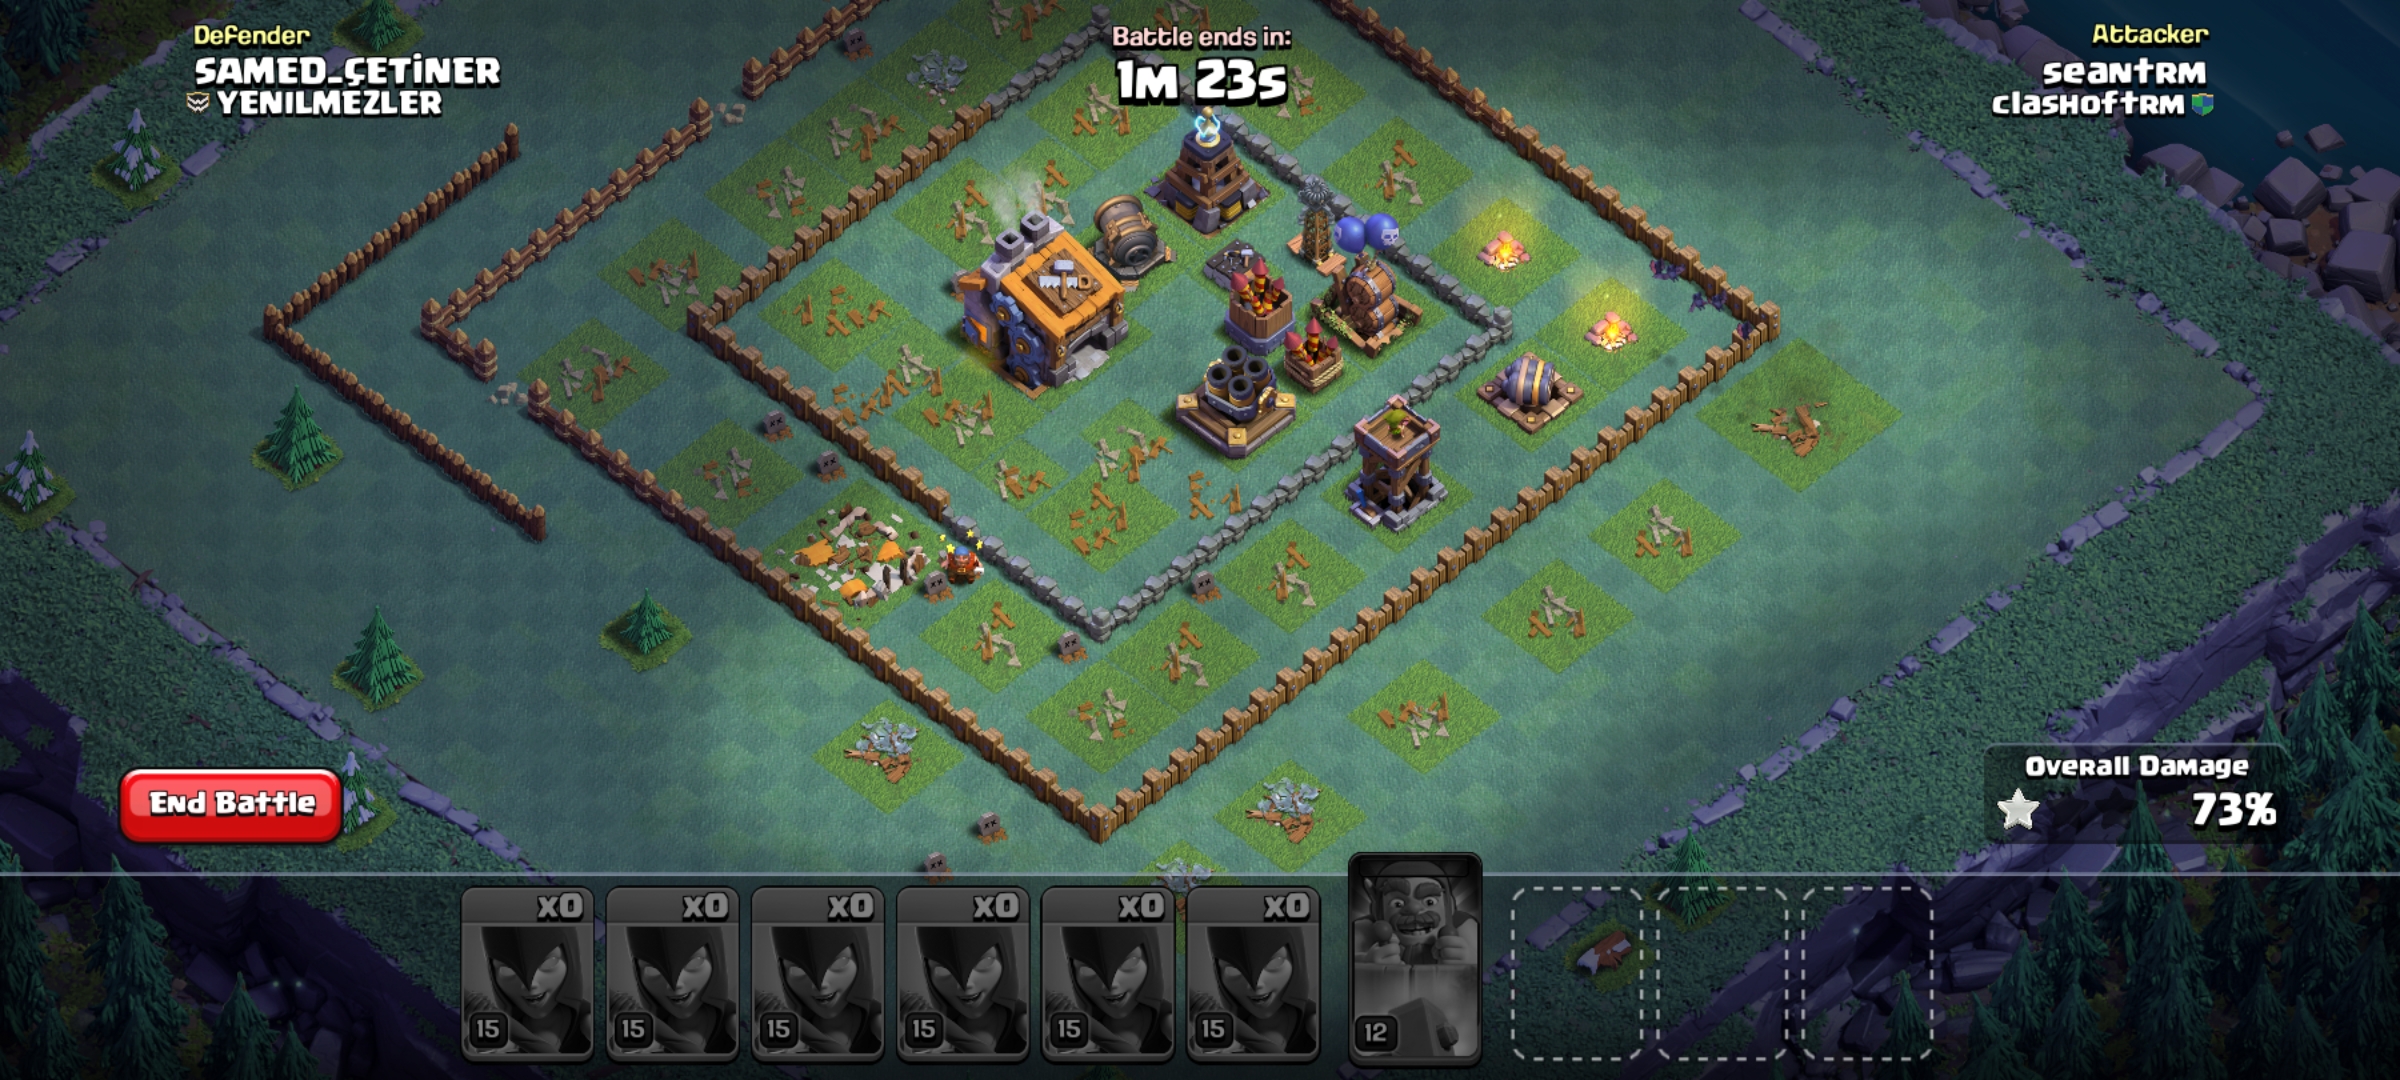 Defender
SAMED_ÇETİNER
YENILMEZLER
Battle ends in:
1M 23s
Attacker
seantrm
clashoftrm
End Battle
Overall Damage
73%
x0
x0
x0
x0
x0
x0
15
15
15
15
15
15
12